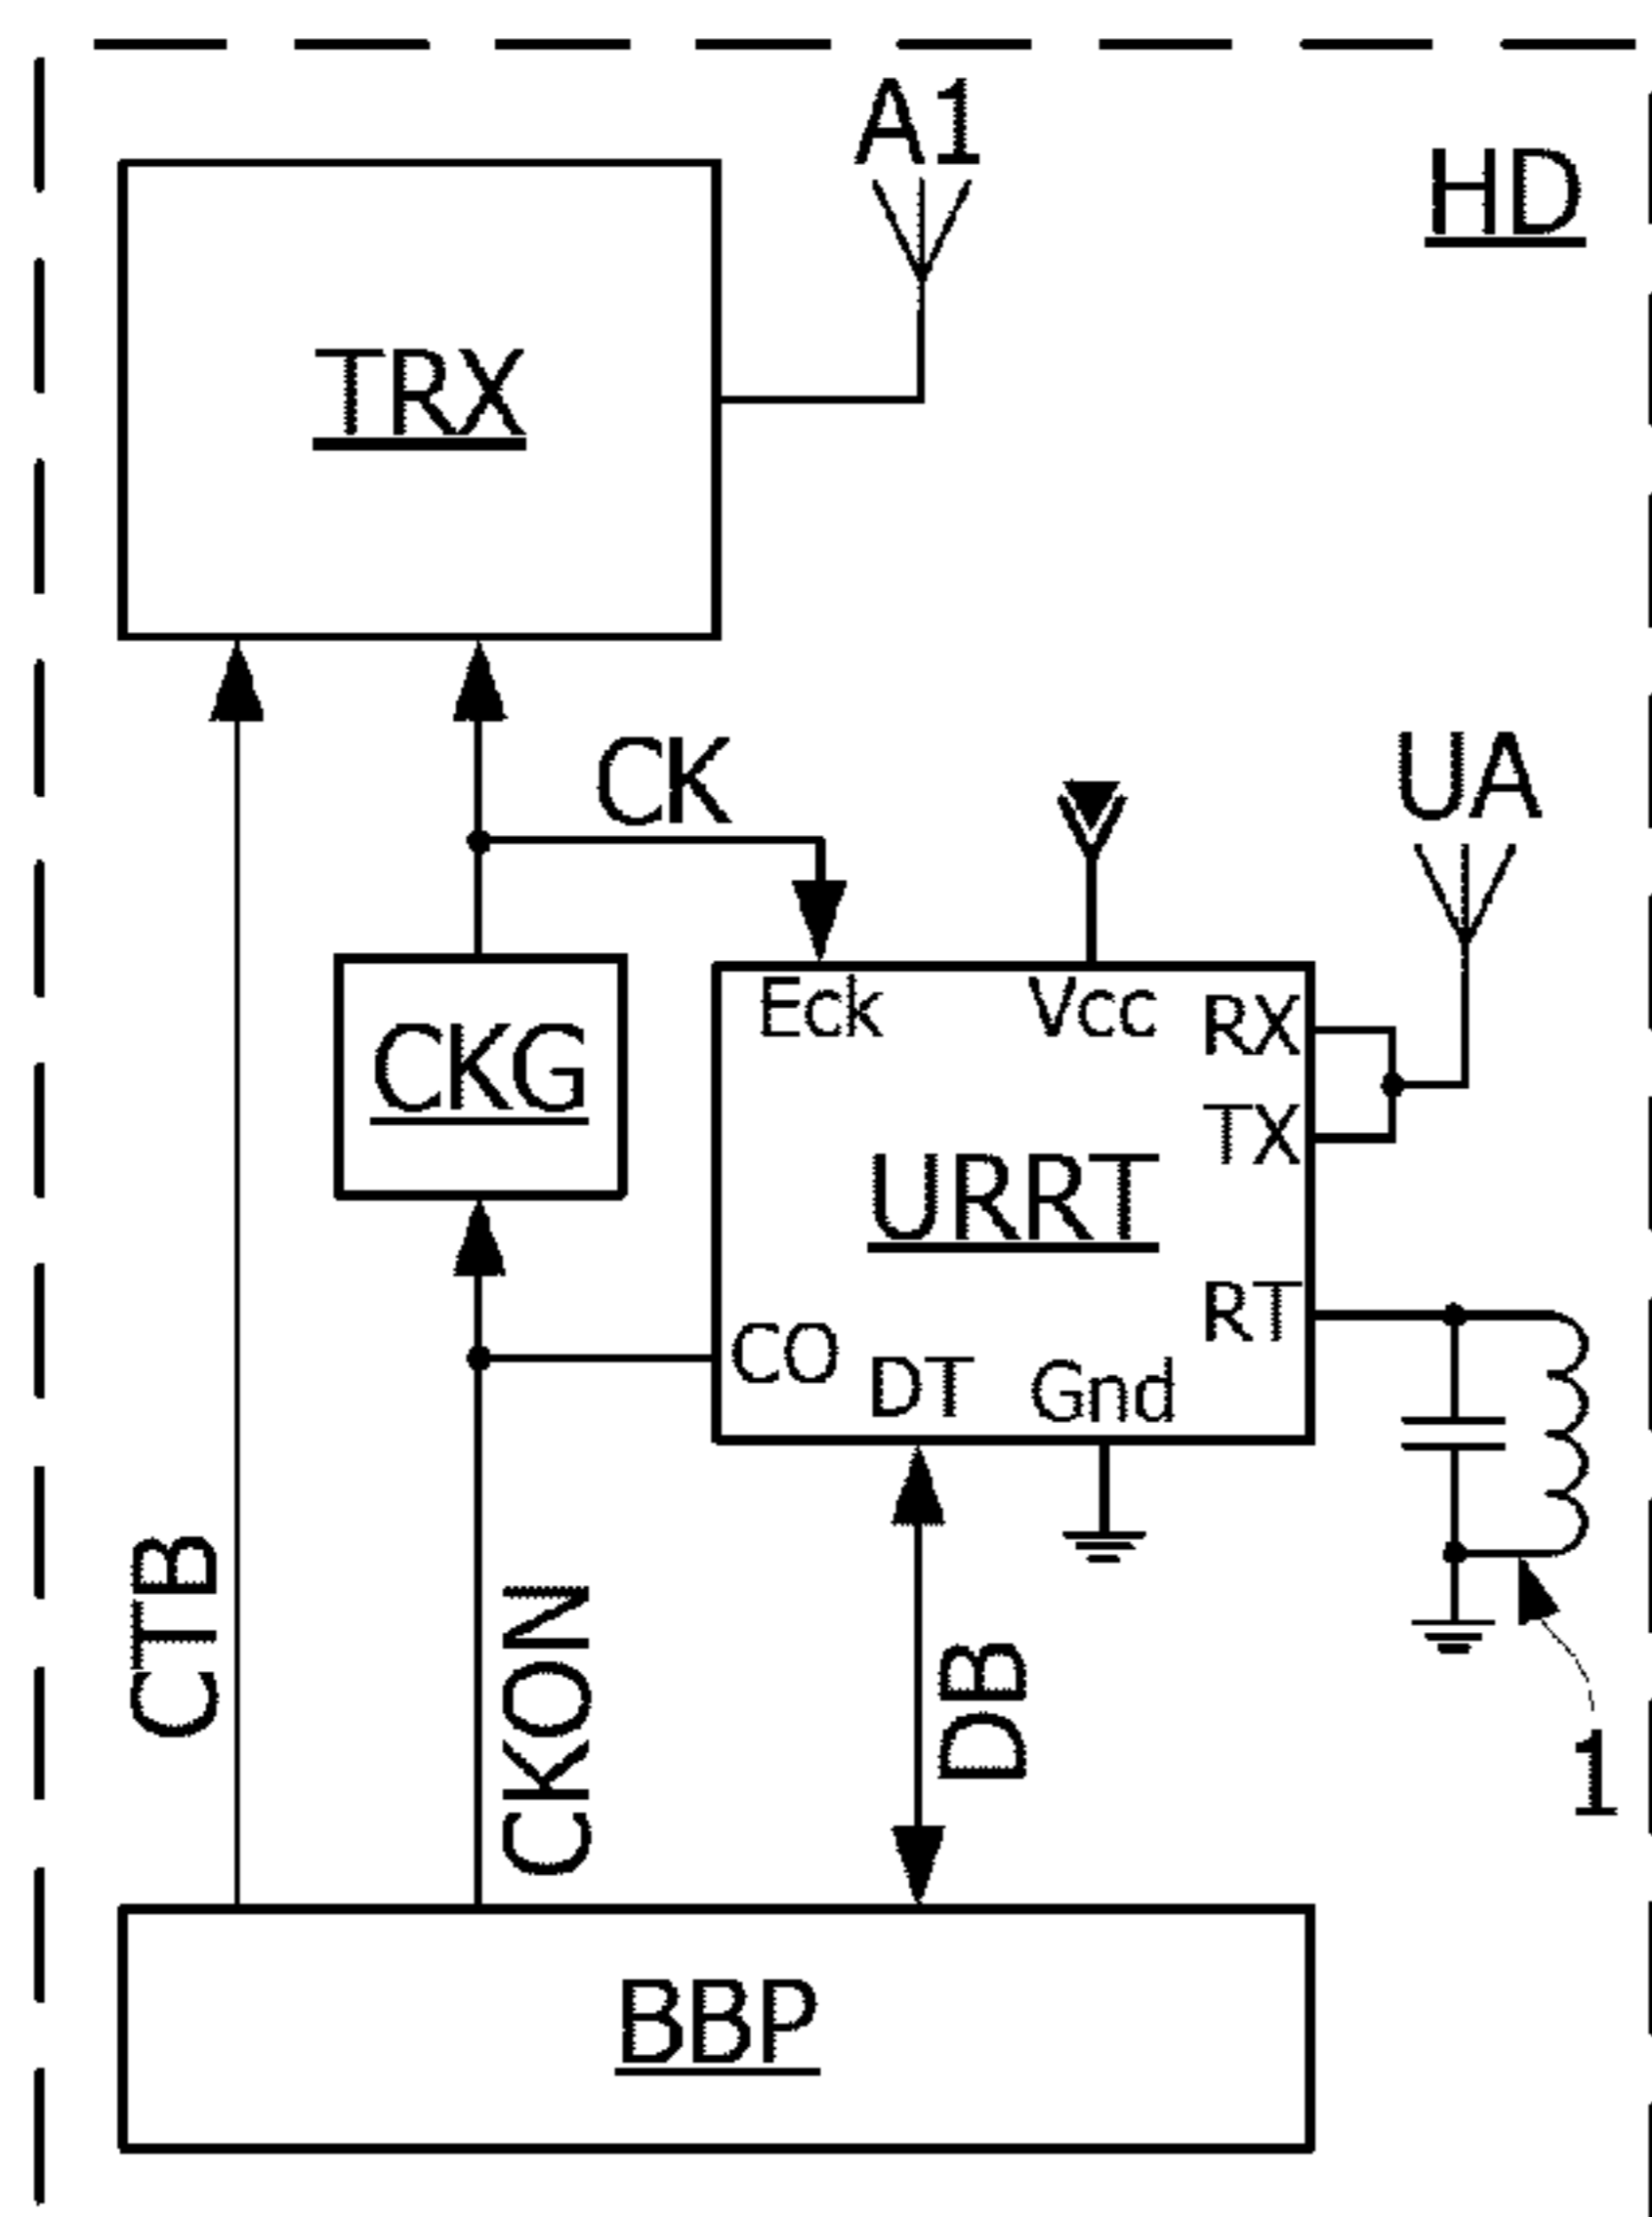 A1
HD
TRX
CK
UA
Eck
Vcc
RX
CKG
TX
URRT
RT
CO
DT
Gnd
CTB
CKON
DB
1
BBP